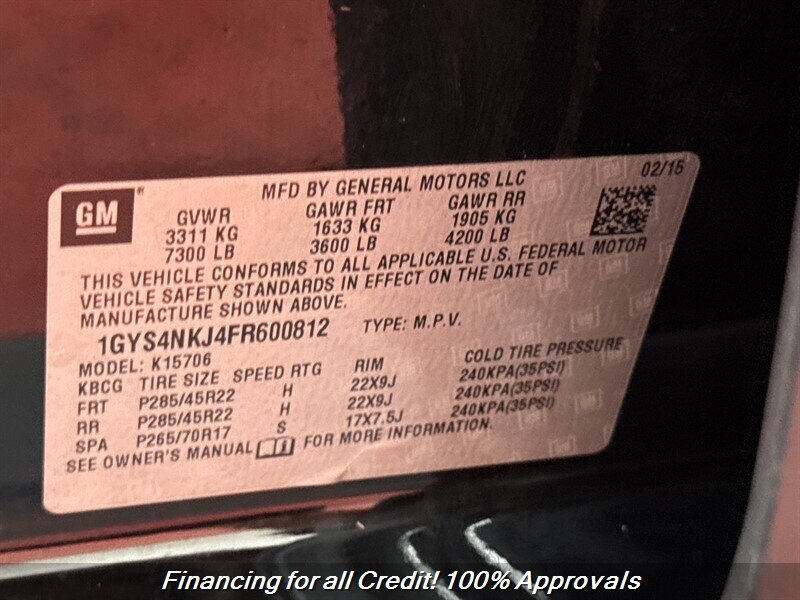 MFD BY GENERAL MOTORS LLC 02/15
GM
GVWR GAWR FRT GAWR RR
3311 KG 1633 KG 1905 KG
7300 LB 3600 LB 4200 LB
THIS VEHICLE CONFORMS TO ALL APPLICABLE U.S. FEDERAL MOTOR
VEHICLE SAFETY STANDARDS IN EFFECT ON THE DATE OF
MANUFACTURE SHOWN ABOVE.
1GYS4NKJ4FR600812 TYPE: M.P.V.
MODEL: K15706
KBCG TIRE SIZE SPEED RTG RIM COLD TIRE PRESSURE
FRT P285/45R22 H 22X9J 240KPA(35PSI)
RR P285/45R22 H 22X9J 240KPA(35PSI)
SPA P265/70R17 S 17X7.5J 240KPA(35PSI)
SEE OWNER'S MANUAL FOR MORE INFORMATION.
Financing for all Credit! 100% Approvals